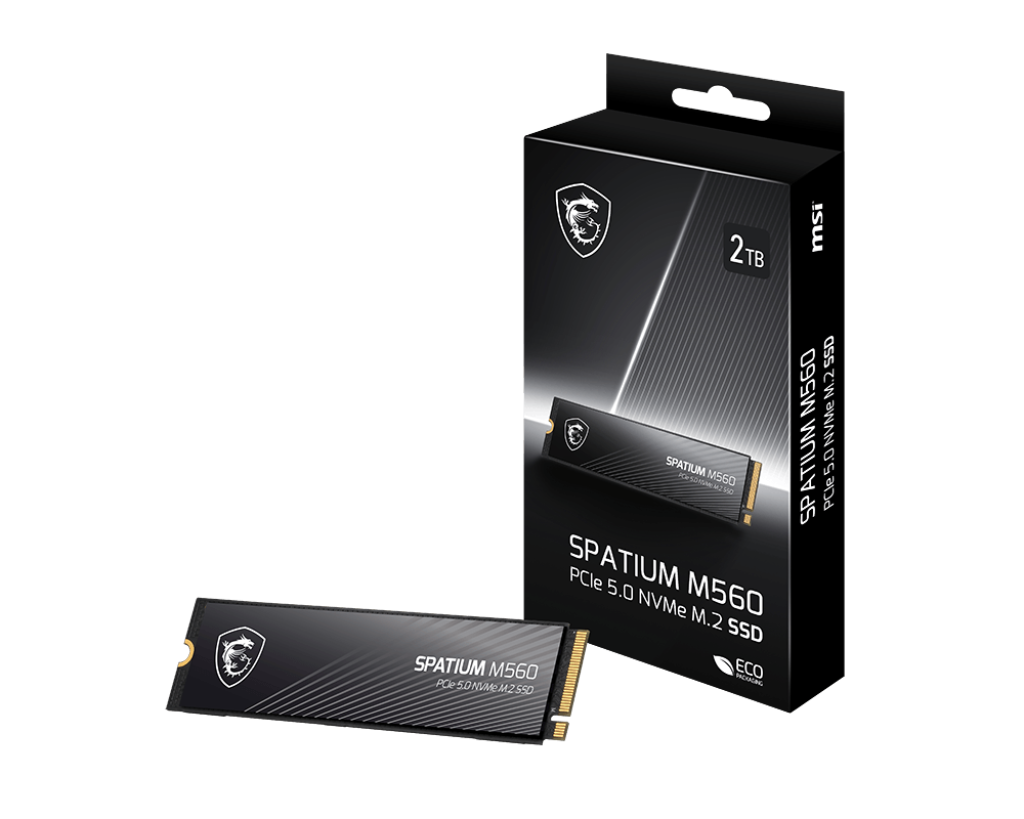 2TB
SPATIUM M560
PCIe 5.0 NVMe M.2 SSD
SPATIUM M560
PCIe 5.0 NVMe M.2 SSD
ECO
PACKAGING
msi
SPATIUM M560
PCIe 5.0 NVMe M.2 SSD
SPATIUM M560
PCIe 5.0 NVMe M.2 SSD